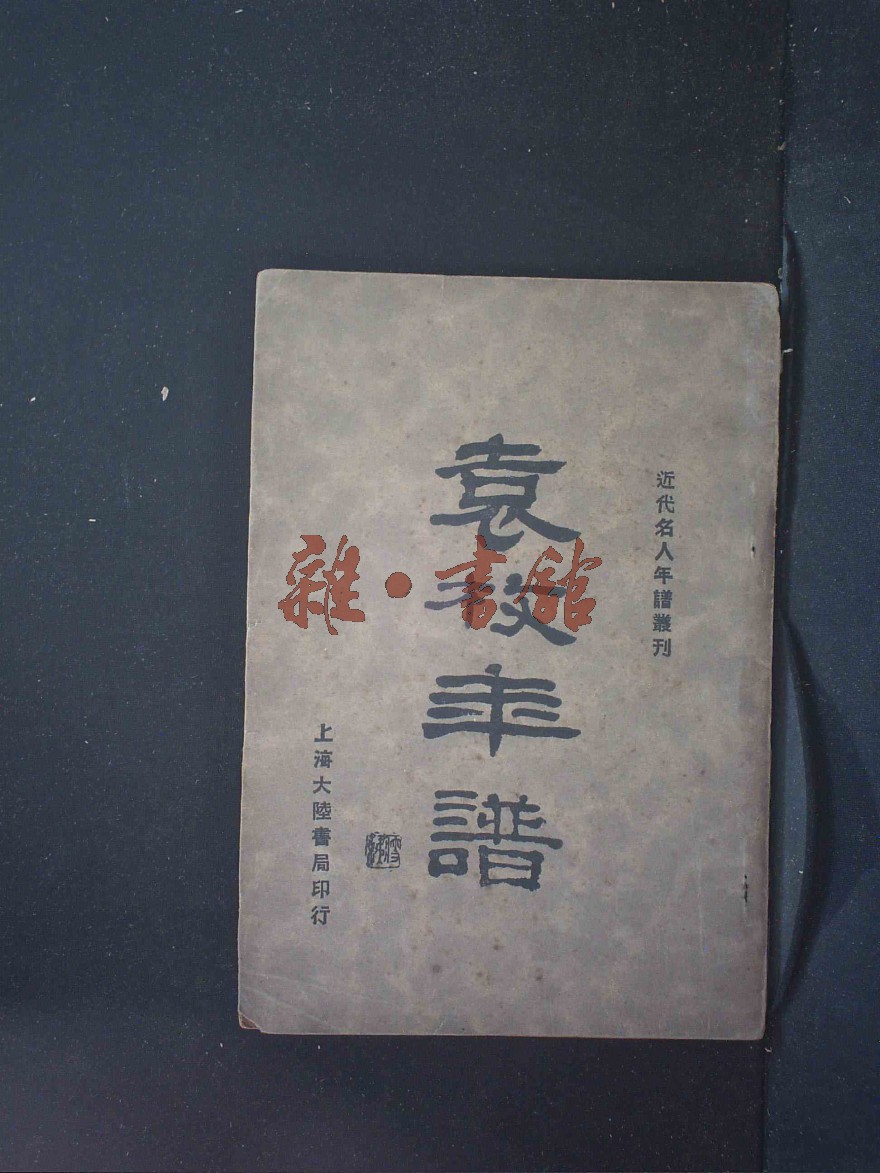 近代名人年譜叢刊
袁枚年譜
上海大陸書局印行
雜·書館